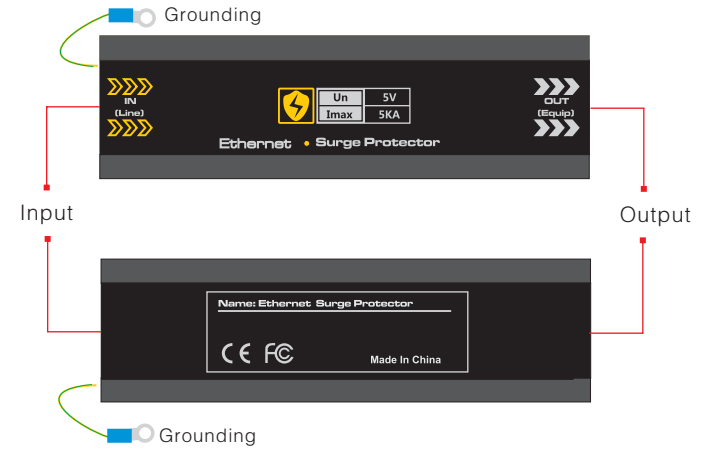 Grounding
IN
(Line)
Un 5V
Imax 5KA
OUT
(Equip)
Ethernet • Surge Protector
Input
Output
Name: Ethernet Surge Protector
CE FC
Made In China
Grounding